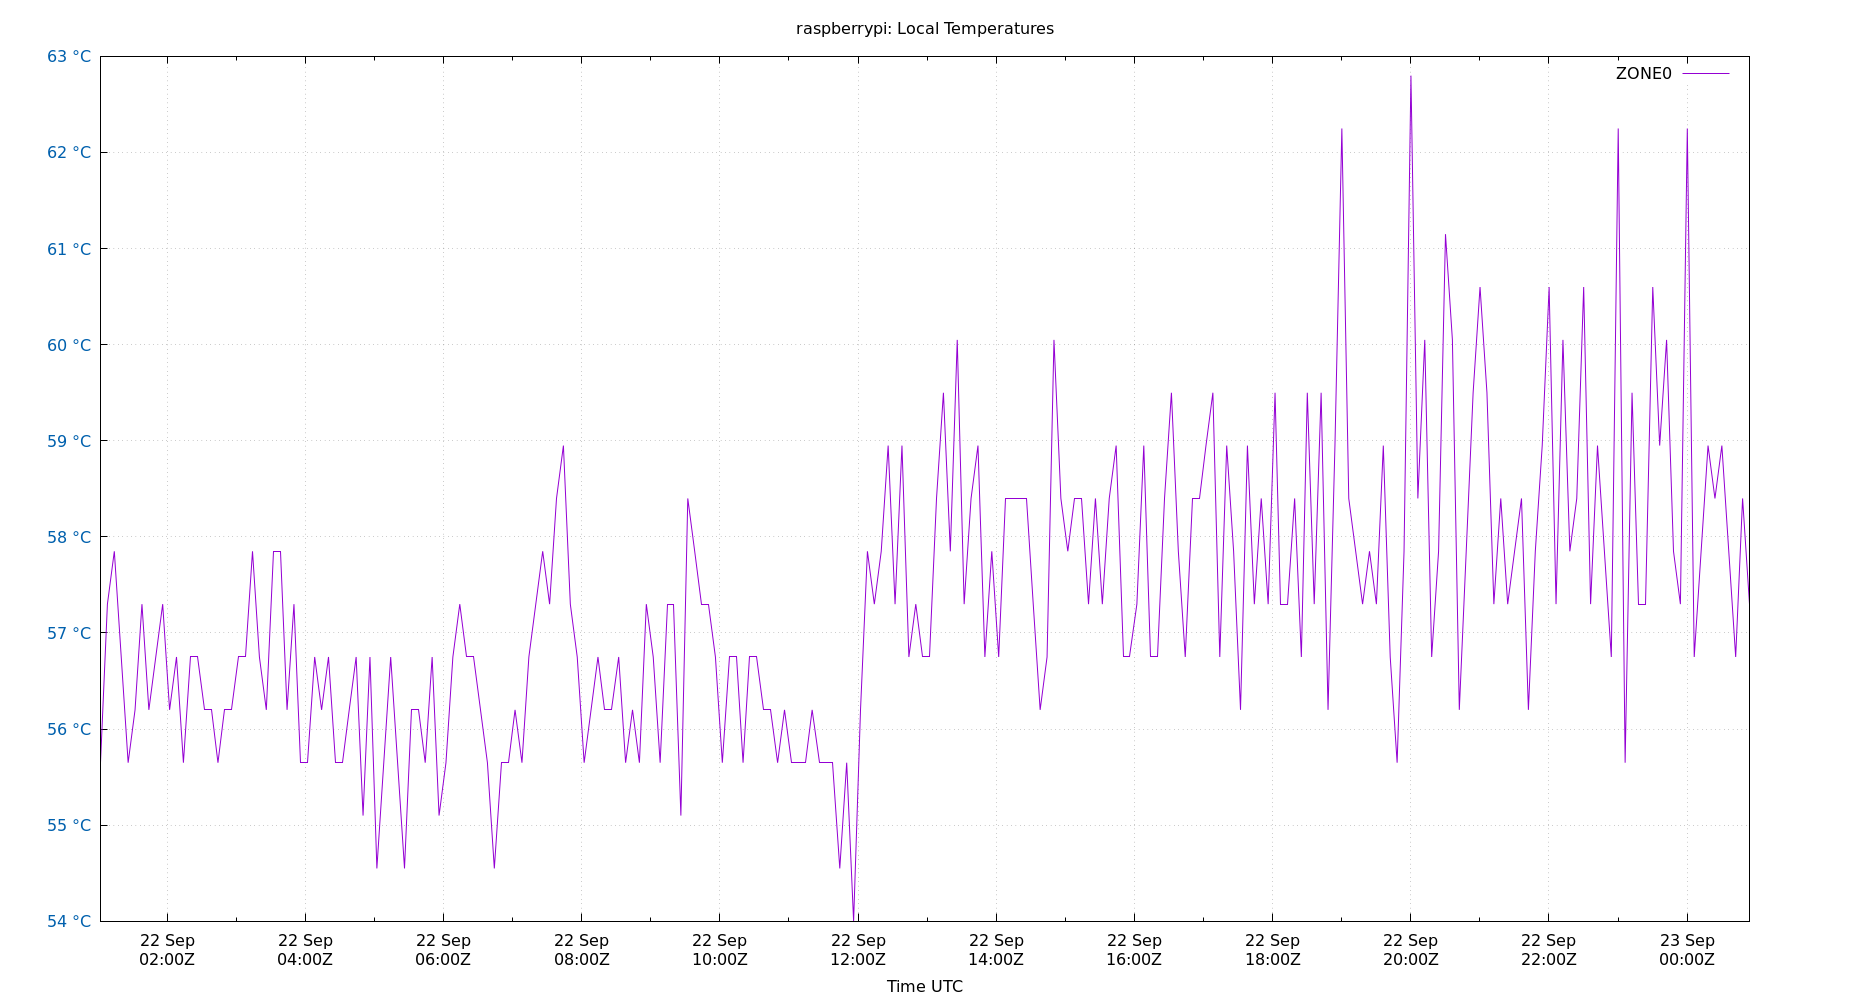 raspberrypi: Local Temperatures
63 °C
ZONE0
62 °C
61 °C
60 °C
59 °C
58 °C
57 °C
56 °C
55 °C
54 °C
22 Sep 22 Sep 22 Sep 22 Sep 22 Sep 22 Sep 22 Sep 22 Sep 22 Sep 22 Sep 22 Sep 23 Sep
02:00Z 04:00Z 06:00Z 08:00Z 10:00Z 12:00Z 14:00Z 16:00Z 18:00Z 20:00Z 22:00Z 00:00Z
Time UTC